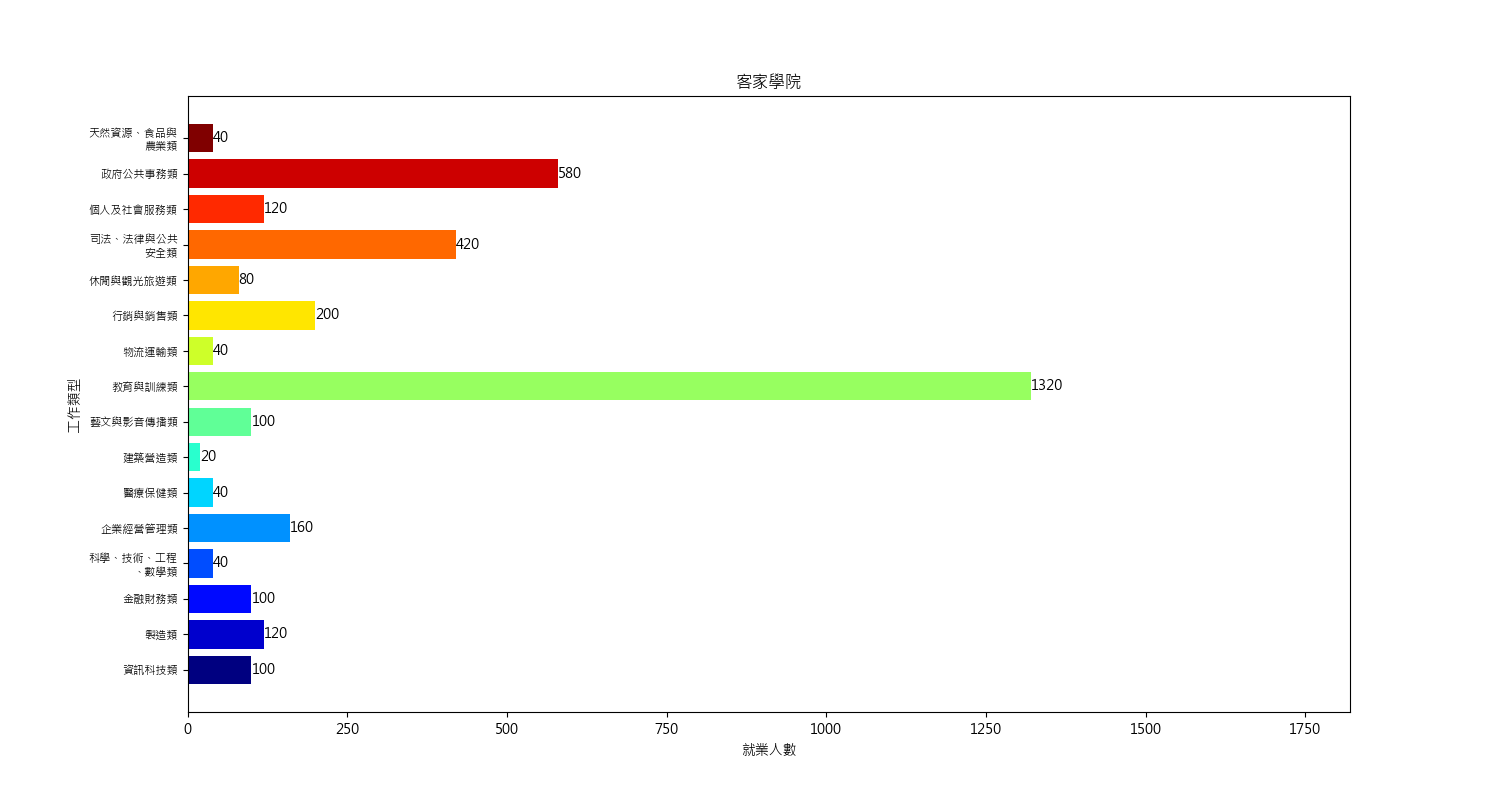 客家學院
天然資源、食品與
農業類
40
政府公共事務類
580
個人及社會服務類
120
司法、法律與公共
安全類
420
休閒與觀光旅遊類
80
行銷與銷售類
200
物流運輸類
40
教育與訓練類
1320
藝文與影音傳播類
100
建築營造類
20
醫療保健類
40
企業經營管理類
160
科學、技術、工程
、數學類
40
金融財務類
100
製造類
120
資訊科技類
100
工作類型
0 250 500 750 1000 1250 1500 1750
就業人數